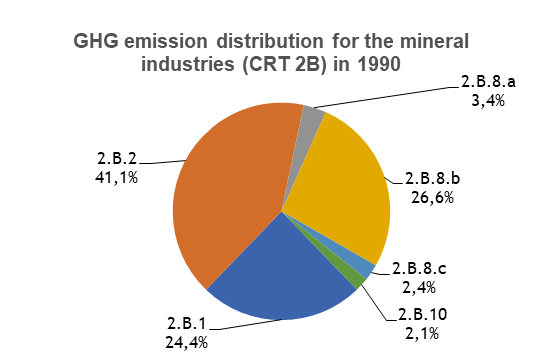 GHG emission distribution for the mineral
industries (CRT 2B) in 1990
2.B.8.a
3,4%
2.B.2
41,1%
2.B.8.b
26,6%
2.B.8.c
2,4%
2.B.10
2,1%
2.B.1
24,4%